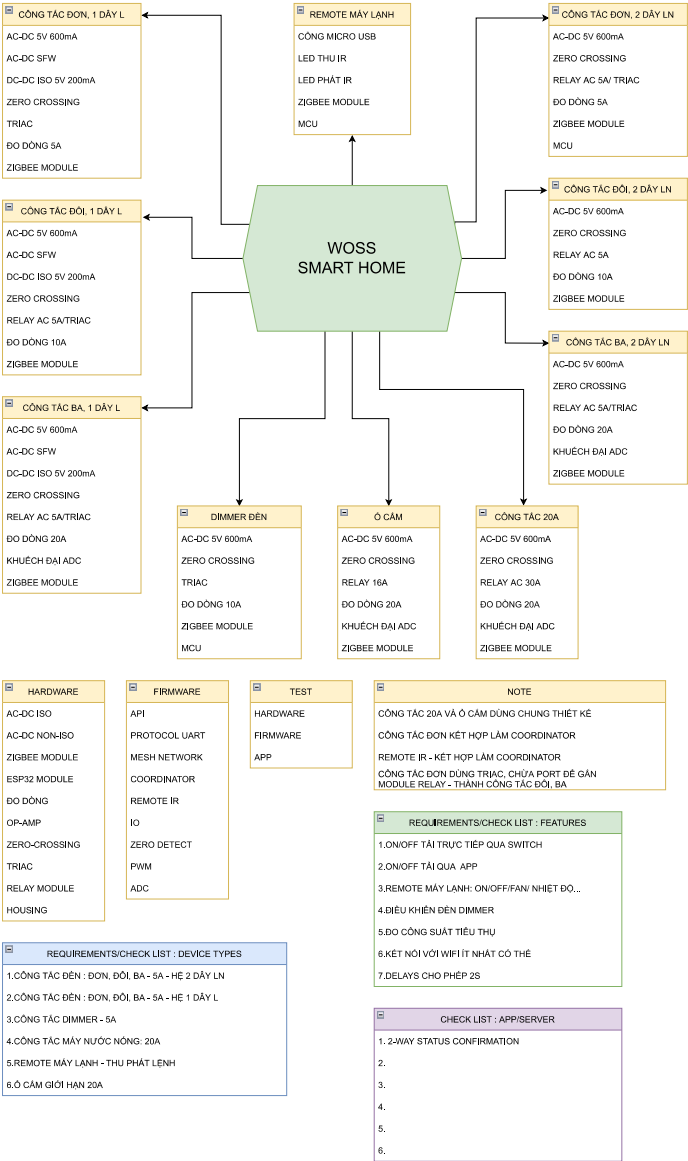 CÔNG TẮC ĐƠN, 1 DÂY L
AC-DC 5V 600mA
AC-DC SFW
DC-DC ISO 5V 200mA
ZERO CROSSING
TRIAC
ĐO DÒNG 5A
ZIGBEE MODULE
REMOTE MÁY LẠNH
CỔNG MICRO USB
LED THU IR
LED PHÁT IR
ZIGBEE MODULE
MCU
CÔNG TẮC ĐƠN, 2 DÂY LN
AC-DC 5V 600mA
ZERO CROSSING
RELAY AC 5A/ TRIAC
ĐO DÒNG 5A
ZIGBEE MODULE
MCU
CÔNG TẮC ĐÔI, 1 DÂY L
AC-DC 5V 600mA
AC-DC SFW
DC-DC ISO 5V 200mA
ZERO CROSSING
RELAY AC 5A/TRIAC
ĐO DÒNG 10A
ZIGBEE MODULE
WOSS
SMART HOME
CÔNG TẮC ĐÔI, 2 DÂY LN
AC-DC 5V 600mA
ZERO CROSSING
RELAY AC 5A
ĐO DÒNG 10A
ZIGBEE MODULE
CÔNG TẮC BA, 2 DÂY LN
AC-DC 5V 600mA
ZERO CROSSING
RELAY AC 5A/TRIAC
ĐO DÒNG 20A
KHUẾCH ĐẠI ADC
ZIGBEE MODULE
CÔNG TẮC BA, 1 DÂY L
AC-DC 5V 600mA
AC-DC SFW
DC-DC ISO 5V 200mA
ZERO CROSSING
RELAY AC 5A/TRIAC
ĐO DÒNG 20A
KHUẾCH ĐẠI ADC
ZIGBEE MODULE
DIMMER ĐÈN
AC-DC 5V 600mA
ZERO CROSSING
TRIAC
ĐO DÒNG 10A
ZIGBEE MODULE
MCU
Ổ CẮM
AC-DC 5V 600mA
ZERO CROSSING
RELAY 16A
ĐO DÒNG 20A
KHUẾCH ĐẠI ADC
ZIGBEE MODULE
CÔNG TẮC 20A
AC-DC 5V 600mA
ZERO CROSSING
RELAY AC 30A
ĐO DÒNG 20A
KHUẾCH ĐẠI ADC
ZIGBEE MODULE
HARDWARE
AC-DC ISO
AC-DC NON-ISO
ZIGBEE MODULE
ESP32 MODULE
ĐO DÒNG
OP-AMP
ZERO-CROSSING
TRIAC
RELAY MODULE
HOUSING
FIRMWARE
API
PROTOCOL UART
MESH NETWORK
COORDINATOR
REMOTE IR
IO
ZERO DETECT
PWM
ADC
TEST
HARDWARE
FIRMWARE
APP
NOTE
CÔNG TẮC 20A VÀ Ổ CẮM DÙNG CHUNG THIẾT KẾ
CÔNG TẮC ĐƠN KẾT HỢP LÀM COORDINATOR
REMOTE IR - KẾT HỢP LÀM COORDINATOR
CÔNG TẮC ĐƠN DÙNG TRIAC, CHỪA PORT ĐỂ GẮN
MODULE RELAY - THÀNH CÔNG TẮC ĐÔI, BA
REQUIREMENTS/CHECK LIST : FEATURES
1.ON/OFF TẢI TRỰC TIẾP QUA SWITCH
2.ON/OFF TẢI QUA APP
3.REMOTE MÁY LẠNH: ON/OFF/FAN/ NHIỆT ĐỘ...
4.ĐIỀU KHIỂN ĐÈN DIMMER
5.ĐO CÔNG SUẤT TIÊU THỤ
6.KẾT NỐI VỚI WIFI ÍT NHẤT CÓ THỂ
7.DELAYS CHO PHÉP 2S
REQUIREMENTS/CHECK LIST : DEVICE TYPES
1.CÔNG TẮC ĐÈN : ĐƠN, ĐÔI, BA - 5A - HỆ 2 DÂY LN
2.CÔNG TẮC ĐÈN : ĐƠN, ĐÔI, BA - 5A - HỆ 1 DÂY L
3.CÔNG TẮC DIMMER - 5A
4.CÔNG TẮC MÁY NƯỚC NÓNG: 20A
5.REMOTE MÁY LẠNH - THU PHÁT LỆNH
6.Ổ CẮM GIỚI HẠN 20A
CHECK LIST : APP/SERVER
1. 2-WAY STATUS CONFIRMATION
2.
3.
4.
5.
6.